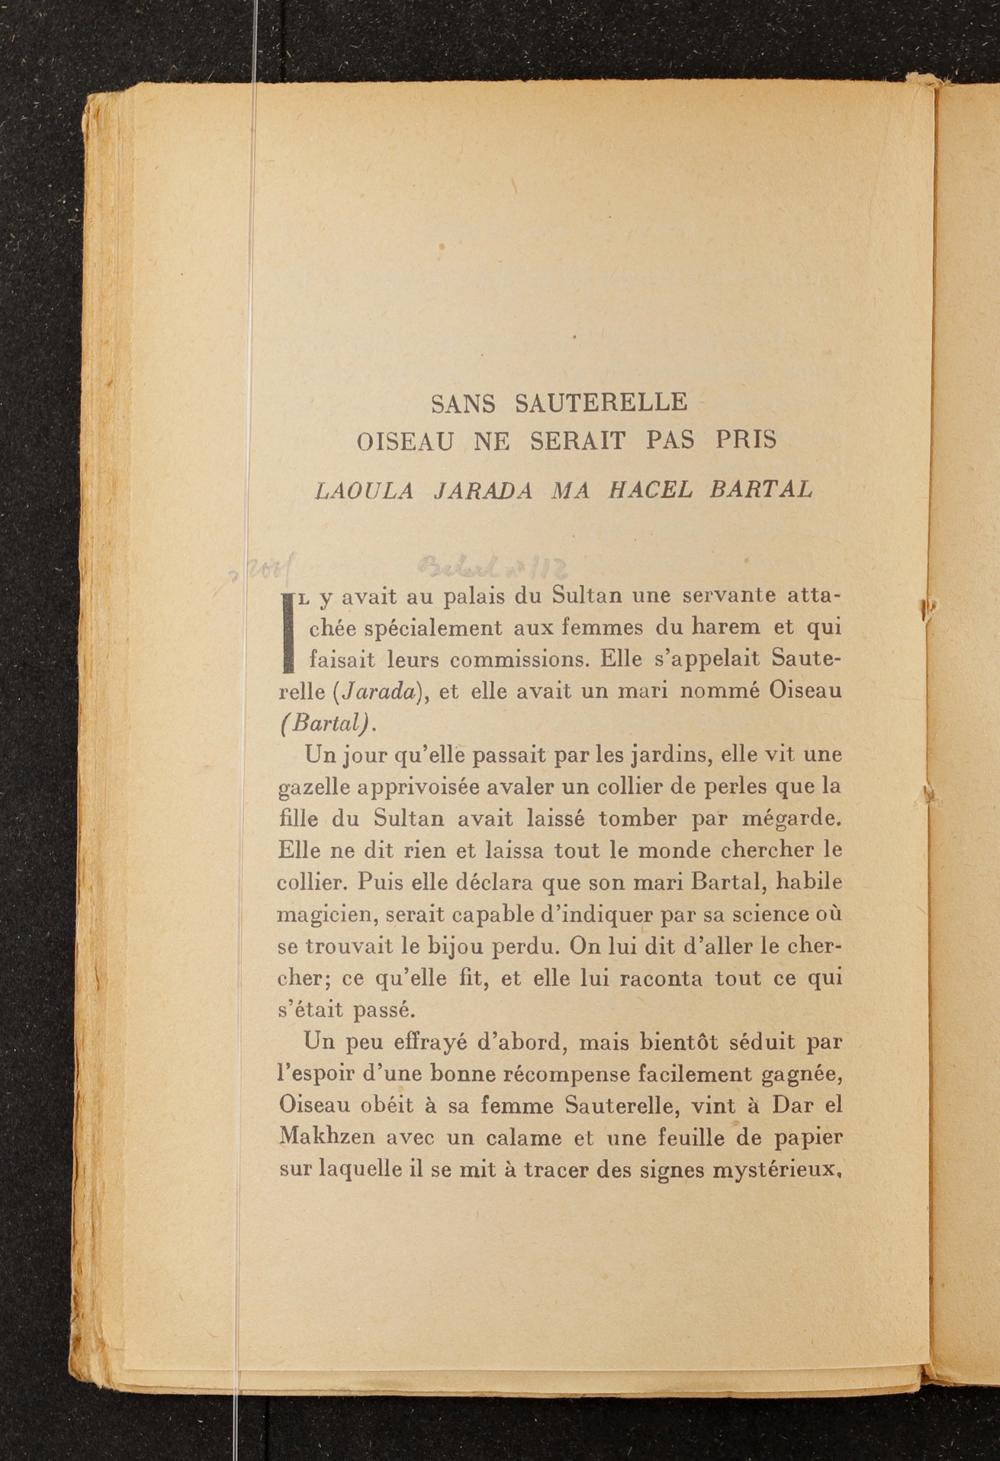 SANS SAUTERELLE
OISEAU NE SERAIT PAS PRIS
LAOULA JARADA MA HACEL BARTAL
n° 112
IL y avait au palais du Sultan une servante atta-
chée spécialement aux femmes du harem et qui
faisait leurs commissions. Elle s'appelait Saute-
relle (Jarada), et elle avait un mari nommé Oiseau
(Bartal).
Un jour qu'elle passait par les jardins, elle vit une
gazelle apprivoisée avaler un collier de perles que la
fille du Sultan avait laissé tomber par mégarde.
Elle ne dit rien et laissa tout le monde chercher le
collier. Puis elle déclara que son mari Bartal, habile
magicien, serait capable d'indiquer par sa science où
se trouvait le bijou perdu. On lui dit d'aller le cher-
cher; ce qu'elle fit, et elle lui raconta tout ce qui
s'était passé.
Un peu effrayé d'abord, mais bientôt séduit par
l'espoir d'une bonne récompense facilement gagnée,
Oiseau obéit à sa femme Sauterelle, vint à Dar el
Makhzen avec un calame et une feuille de papier
sur laquelle il se mit à tracer des signes mystérieux,